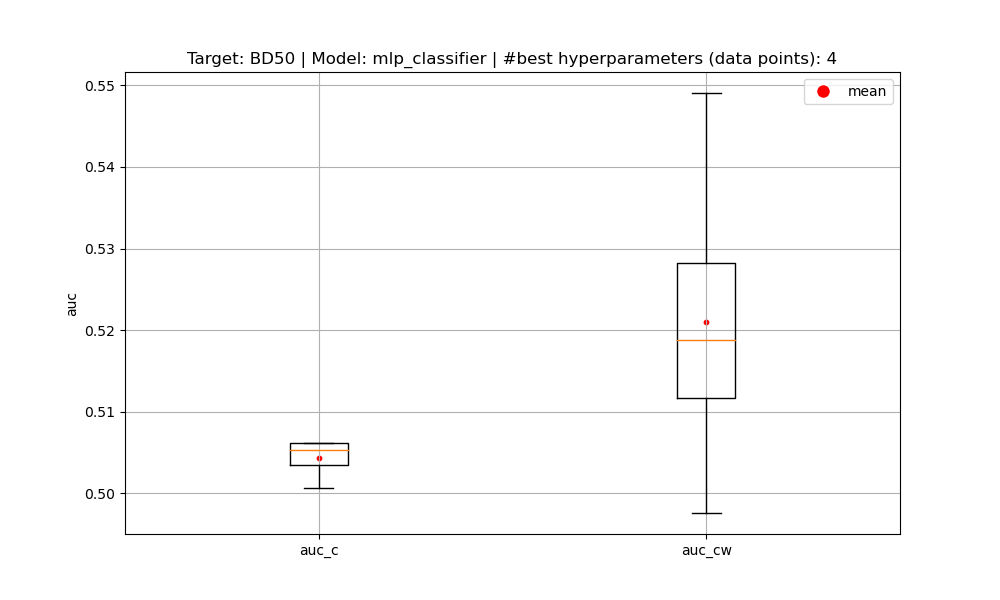 Target: BD50 | Model: mlp_classifier | #best hyperparameters (data points): 4
mean
0.55
0.54
0.53
0.52
0.51
0.50
auc
auc_c
auc_cw